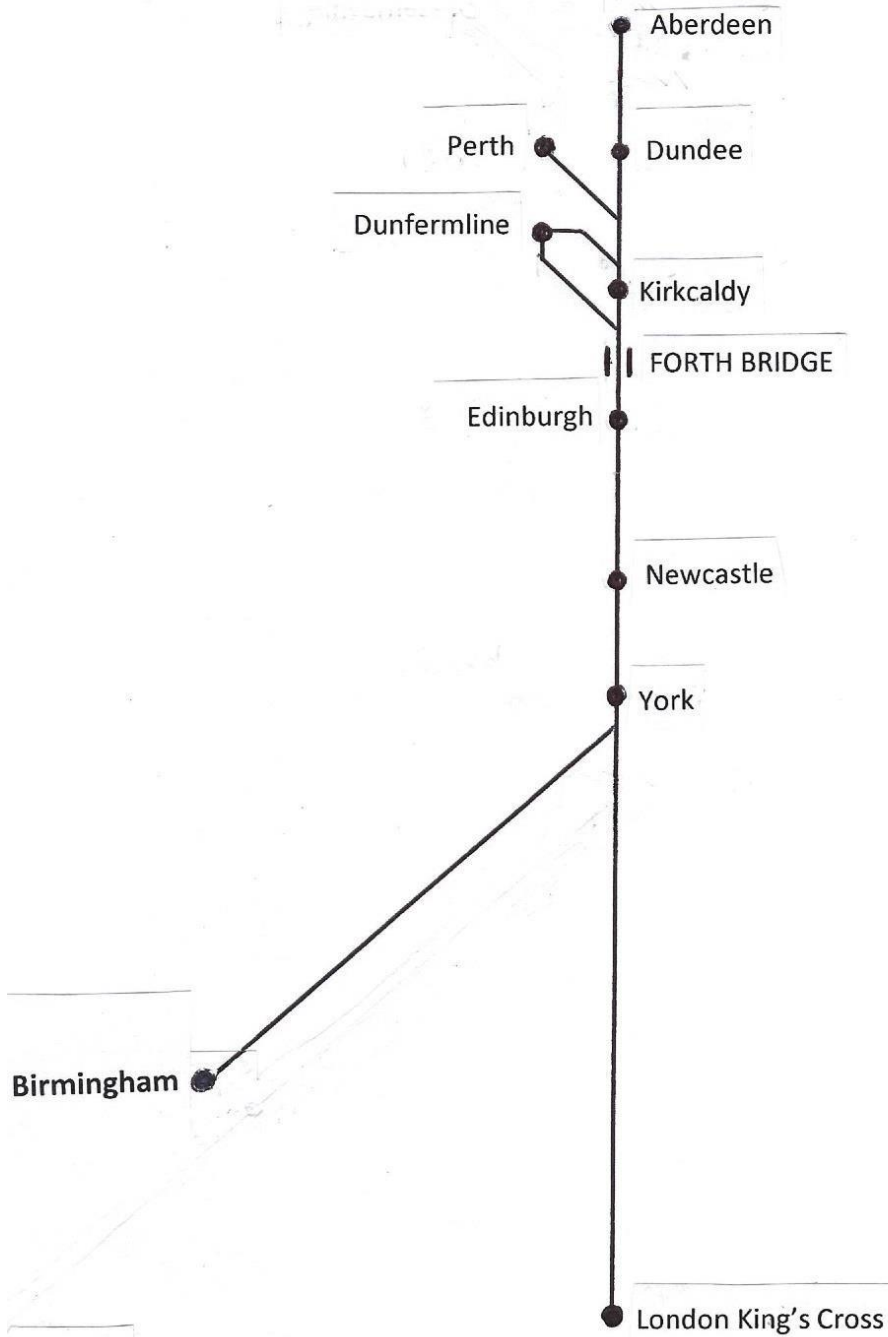 Aberdeen
Perth
Dundee
Dunfermline
Kirkcaldy
FORTH BRIDGE
Edinburgh
Newcastle
York
Birmingham
London King's Cross